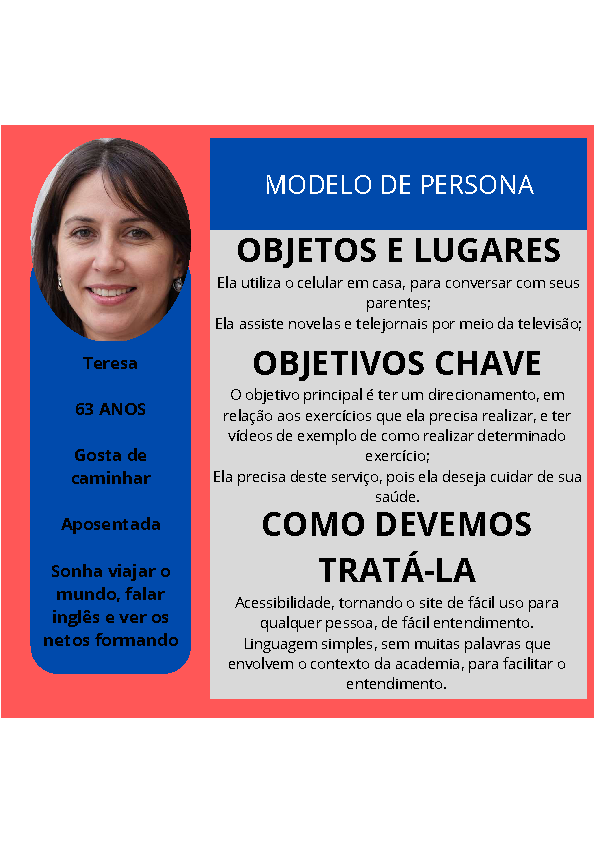 MODELO DE PERSONA
OBJETOS E LUGARES
Ela utiliza o celular em casa, para conversar com seus
parentes;
Ela assiste novelas e telejornais por meio da televisão;
OBJETIVOS CHAVE
O objetivo principal é ter um direcionamento, em
relação aos exercícios que ela precisa realizar, e ter
vídeos de exemplo de como realizar determinado
exercício;
Ela precisa deste serviço, pois ela deseja cuidar de sua
saúde.
COMO DEVEMOS
TRATÁ-LA
Acessibilidade, tornando o site de fácil uso para
qualquer pessoa, de fácil entendimento.
Linguagem simples, sem muitas palavras que
envolvem o contexto da academia, para facilitar o
entendimento.
Teresa
63 ANOS
Gosta de
caminhar
Aposentada
Sonha viajar o
mundo, falar
inglês e ver os
netos formando